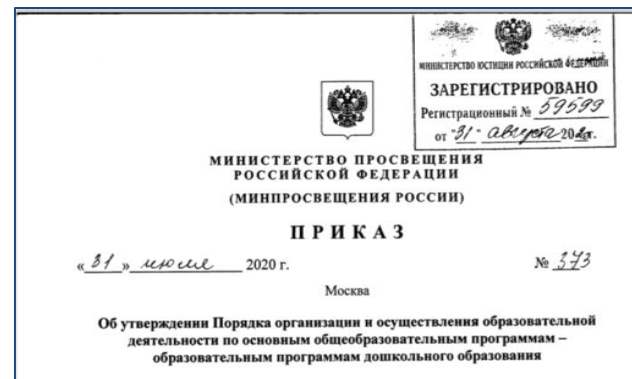 МИНИСТЕРСТВО ЮСТИЦИИ РОССИЙСКОЙ ФЕДЕРАЦИИ
ЗАРЕГИСТРИРОВАНО
Регистрационный № 59599
от "31" августа 2020г.
МИНИСТЕРСТВО ПРОСВЕЩЕНИЯ
РОССИЙСКОЙ ФЕДЕРАЦИИ
(МИНПРОСВЕЩЕНИЯ РОССИИ)
ПРИКАЗ
«31» июля 2020 г.
№ 373
Москва
Об утверждении Порядка организации и осуществления образовательной
деятельности по основным общеобразовательным программам –
образовательным программам дошкольного образования